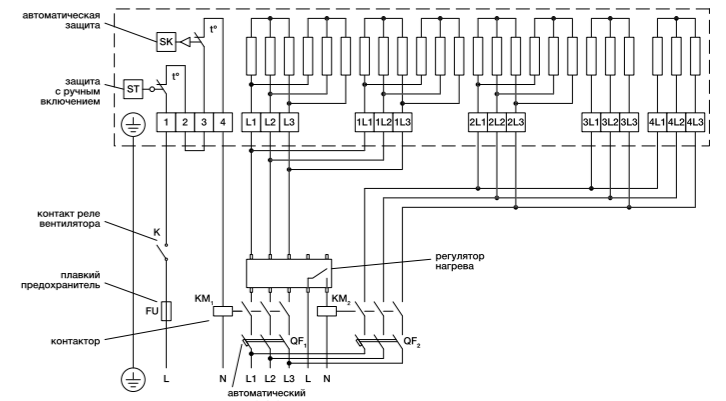 автоматическая
защита
SK
t°
защита
с ручным
включением
ST
t°
1 2 3 4
L1 L2 L3
1L1 1L2 1L3
2L1 2L2 2L3
3L1 3L2 3L3
4L1 4L2 4L3
контакт реле
вентилятора
K
регулятор
нагрева
плавкий
предохранитель
FU
KM1
KM2
контактор
QF1
QF2
L N L1 L2 L3 L N
автоматический